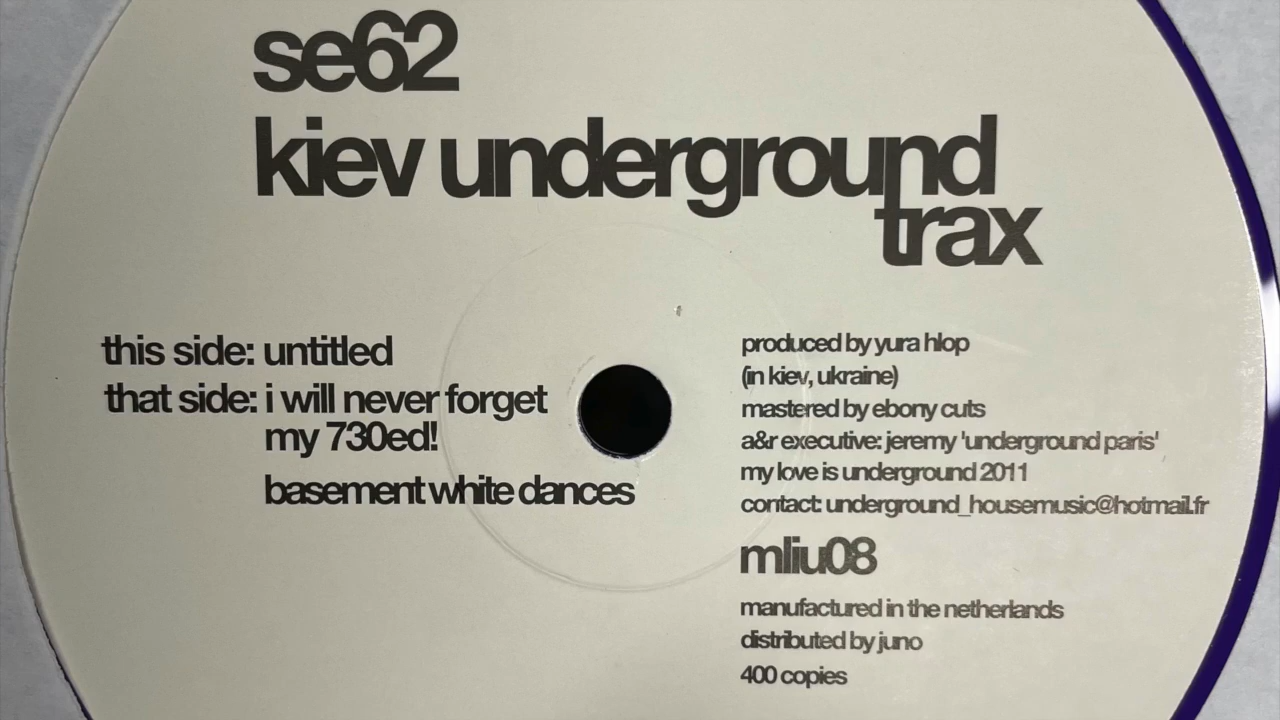 se62
kiev underground
trax
this side: untitled
that side: i will never forget
my 730ed!
basement white dances
produced by yura hlop
(in kiev, ukraine)
mastered by ebony cuts
a&r executive: jeremy 'underground paris'
my love is underground 2011
contact: underground_housemusic@hotmail.fr
mliu08
manufactured in the netherlands
distributed by juno
400 copies